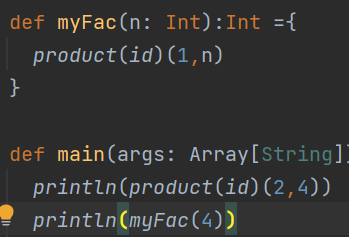 def myFac(n: Int):Int ={
  product(id)(1,n)
}
def main(args: Array[String])
  println(product(id)(2,4))
  println(myFac(4))